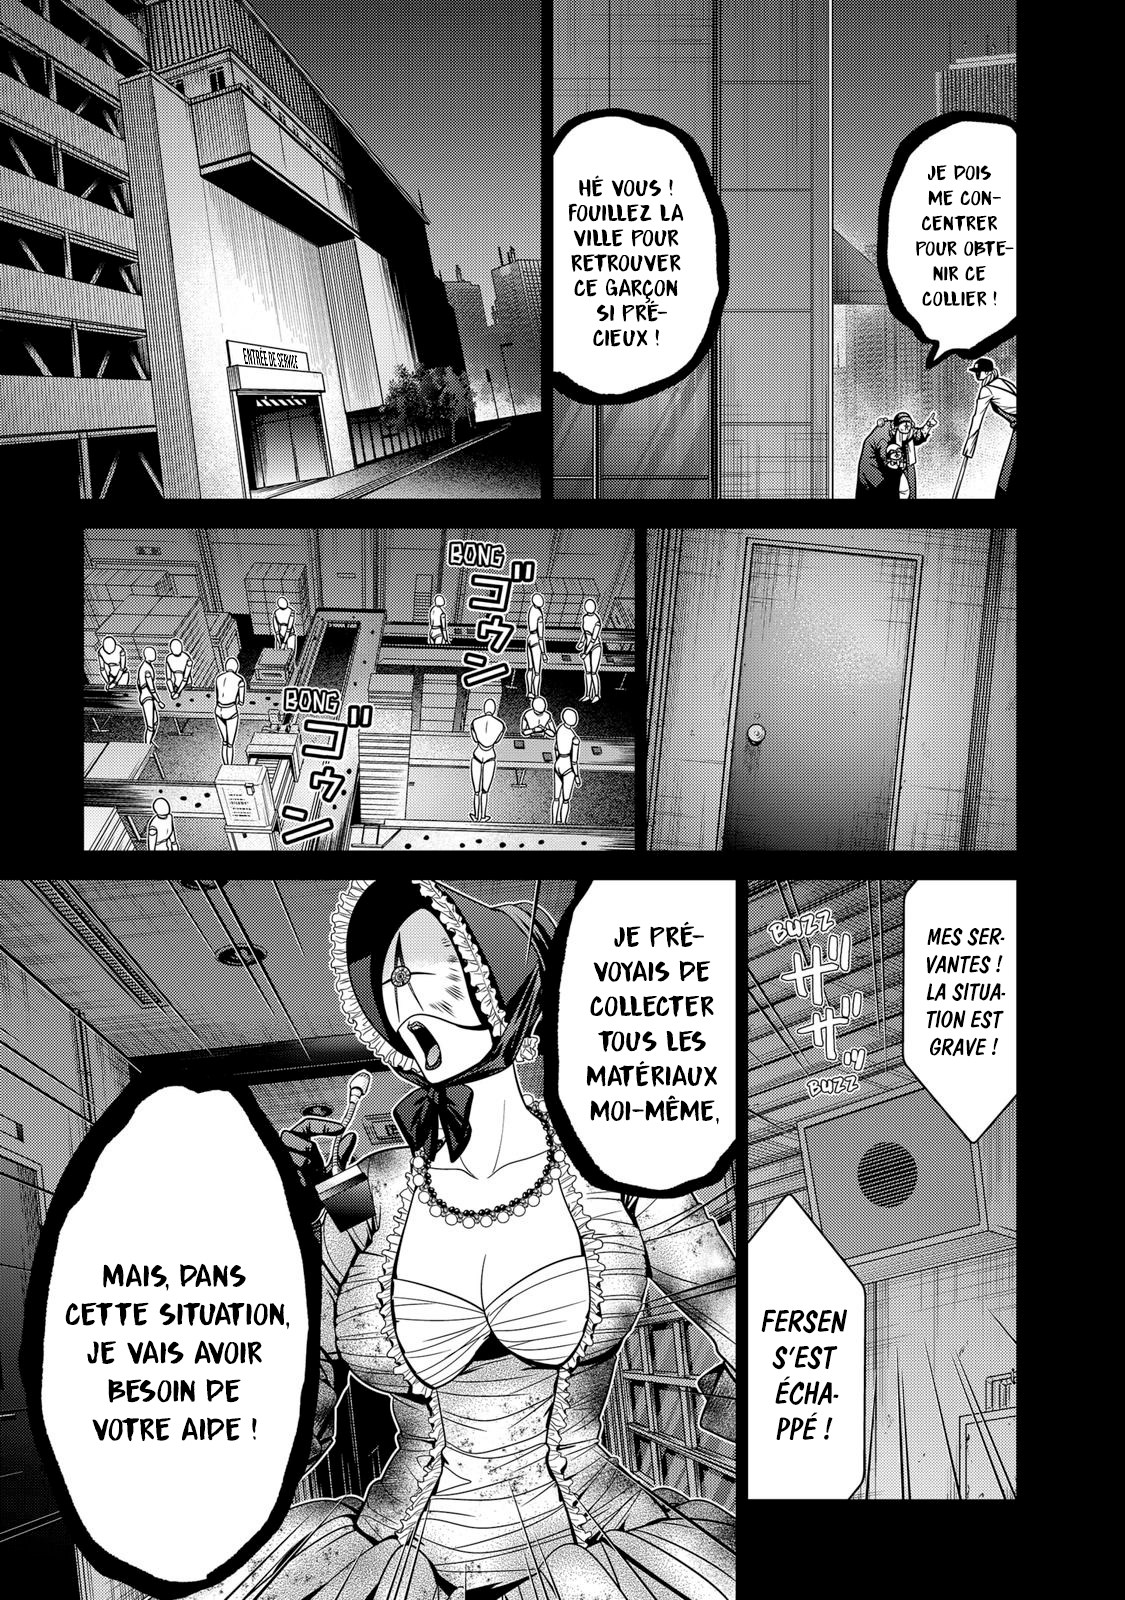 JE DOIS
ME CON-
CENTRER
POUR OBTE-
NIR CE
COLLIER !
HÉ VOUS !
FOUILLEZ LA
VILLE POUR
RETROUVER
CE GARÇON
SI PRÉ-
CIEUX !
ENTRÉE DE SERVICE
BONG
ゴウン
BONG
ゴウン
MES SER-
VANTES !
LA SITUA-
TION EST
GRAVE !
BUZZ
ザザッ
BUZZ
FERSEN
S'EST
ÉCHA-
PPÉ !
JE PRÉ-
VOYAIS DE
COLLECTER
TOUS LES
MATÉRIAUX
MOI-MÊME,
MAIS, DANS
CETTE SITUATION,
JE VAIS AVOIR
BESOIN DE
VOTRE AIDE !